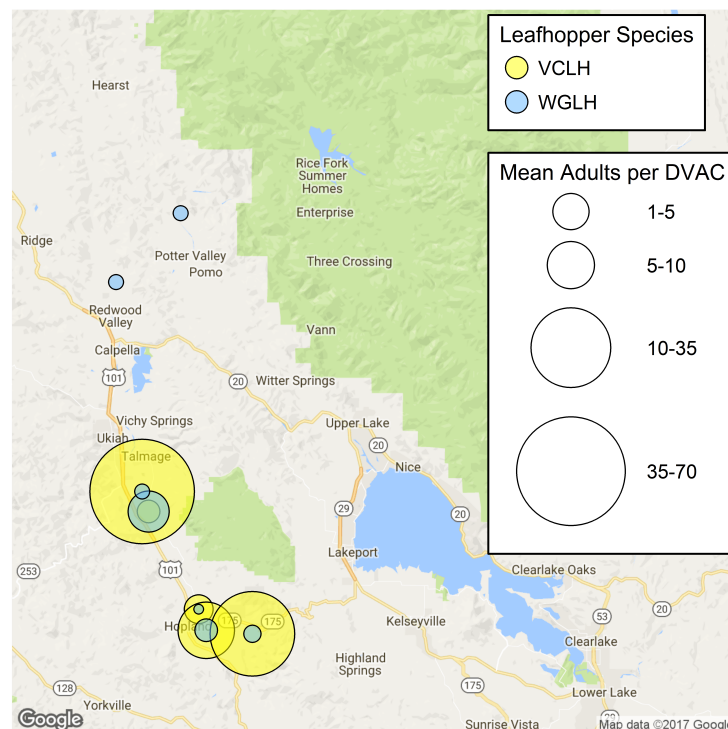 Leafhopper Species
VCLH
WGLH
Mean Adults per DVAC
1-5
5-10
10-35
35-70
Hearst
Rice Fork
Summer
Homes
Enterprise
Ridge
Potter Valley
Pomo
Three Crossing
Redwood
Valley
Vann
Calpella
101
20
Witter Springs
Vichy Springs
Upper Lake
Ukiah
20
Talmage
Nice
29
20
Lakeport
101
253
Clearlake Oaks
175
175
Hopland
Kelseyville
53
20
Clearlake
Highland
Springs
128
175
Lower Lake
Yorkville
Sunrise Vista
Google
Map data ©2017 Google